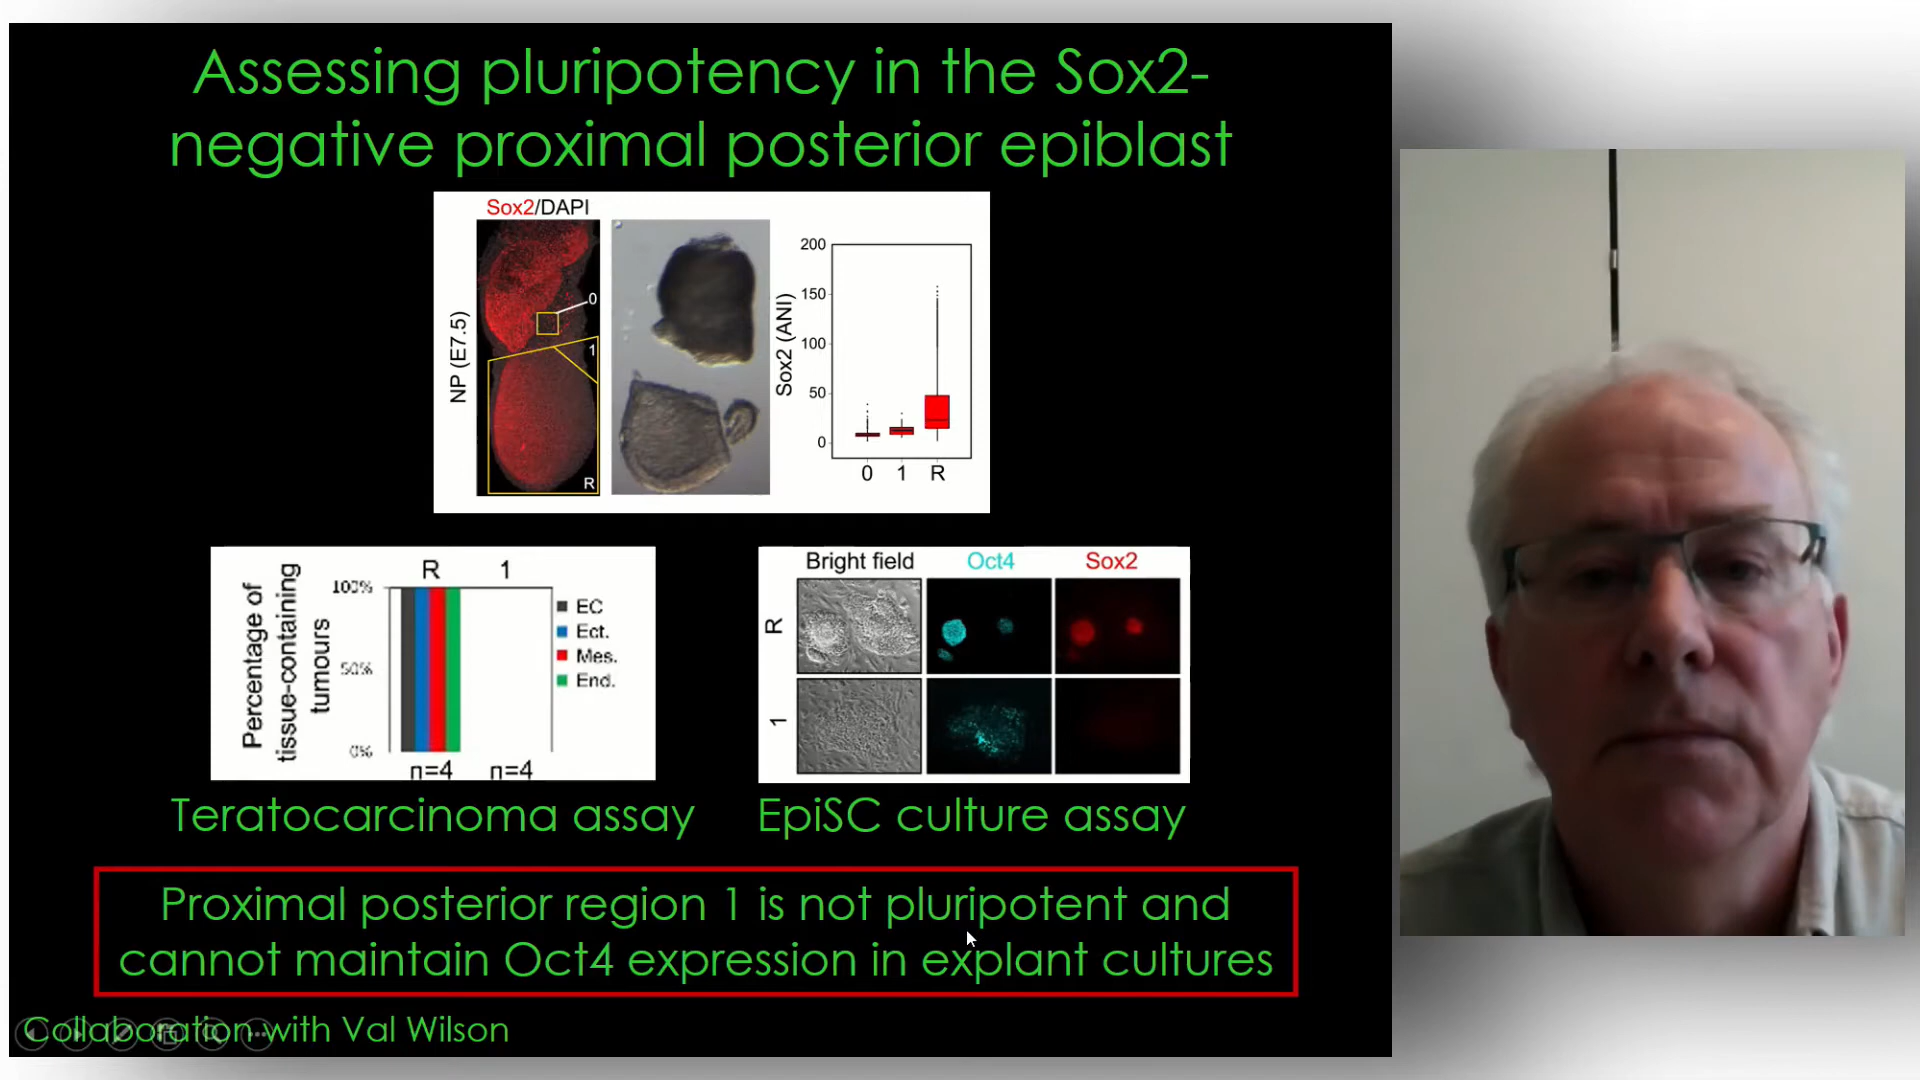 Assessing pluripotency in the Sox2-
negative proximal posterior epiblast
Sox2/DAPI
NP (E7.5)
0
1
R
Sox2 (ANI)
200
150
100
50
0
0 1 R
Percentage of
tissue-containing
tumours
R 1
100%
50%
0%
n=4 n=4
EC
Ect.
Mes.
End.
Bright field Oct4 Sox2
R
1
Teratocarcinoma assay
EpiSC culture assay
Proximal posterior region 1 is not pluripotent and
cannot maintain Oct4 expression in explant cultures
Collaboration with Val Wilson